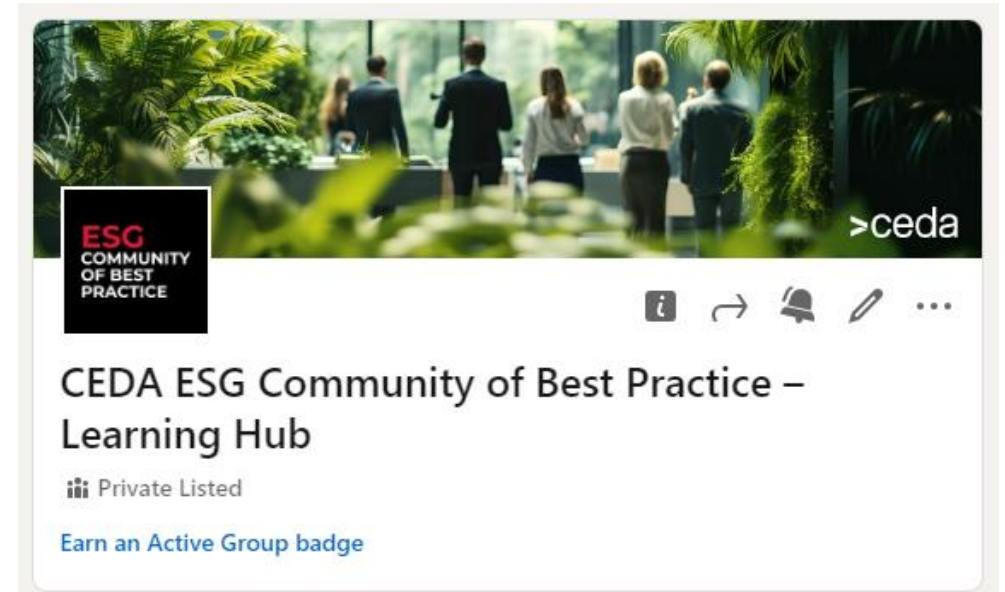 >ceda
ESG
COMMUNITY
OF BEST
PRACTICE
CEDA ESG Community of Best Practice –
Learning Hub
Private Listed
Earn an Active Group badge